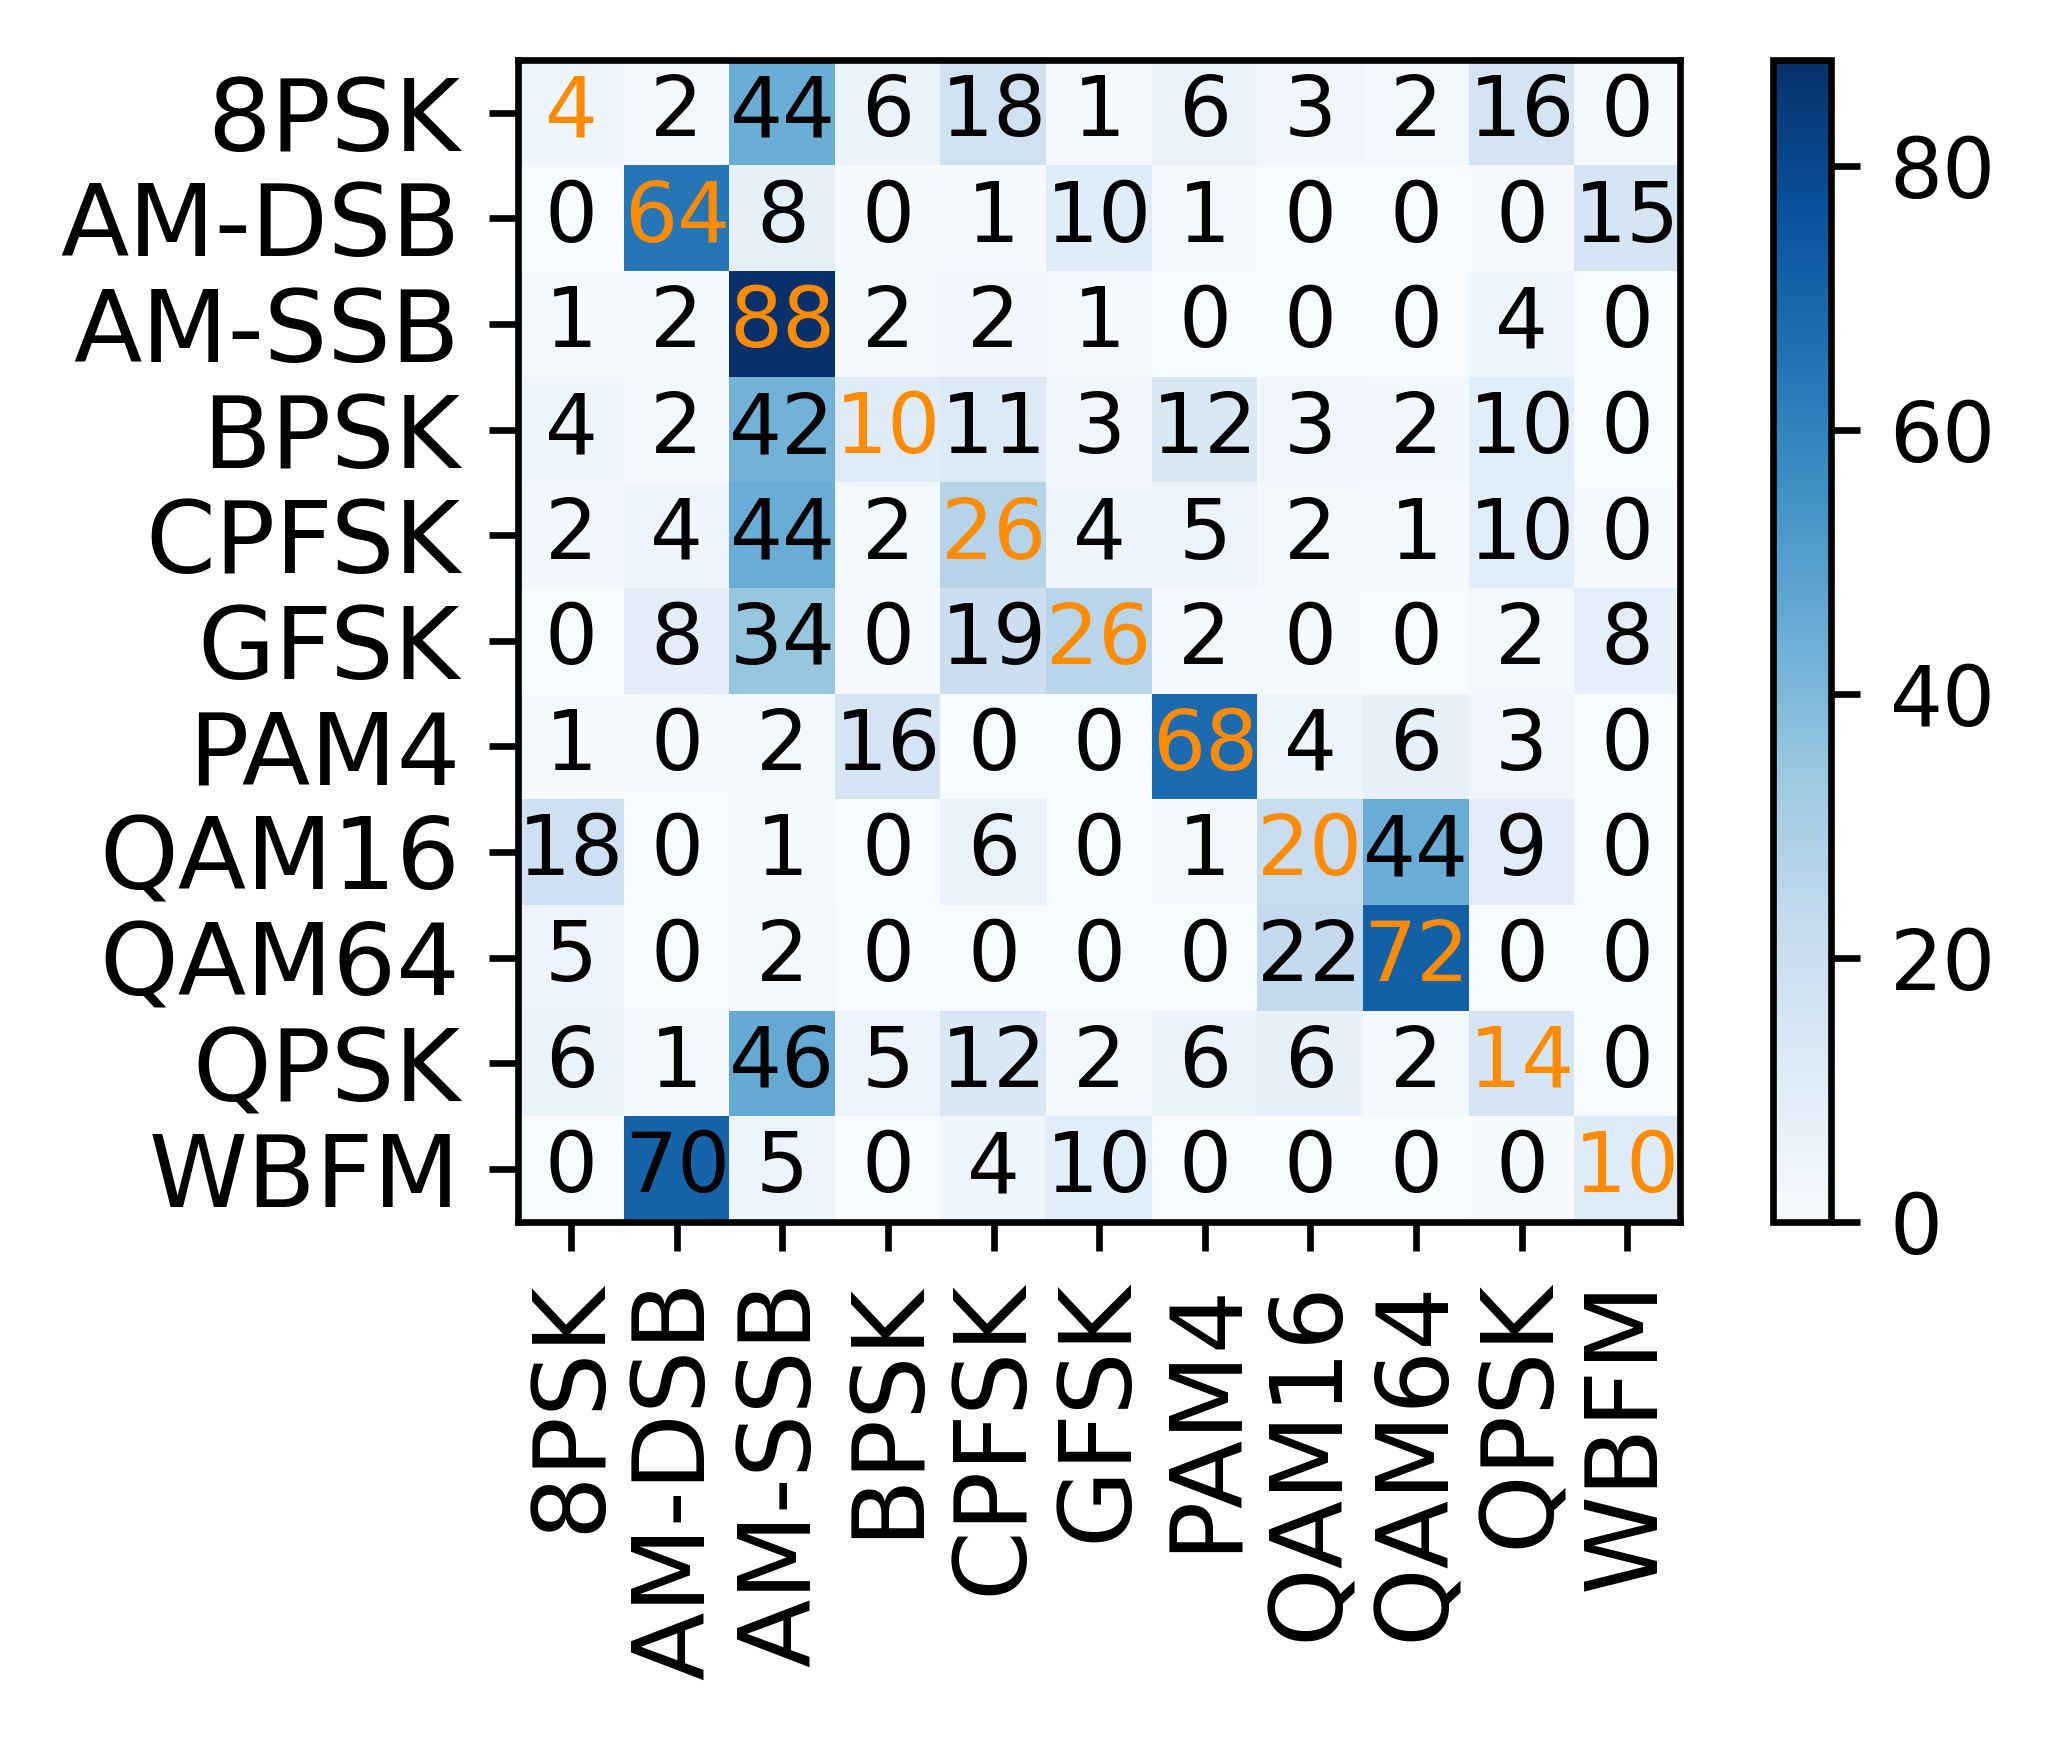 8PSK 4 2 44 6 18 1 6 3 2 16 0
AM-DSB 0 64 8 0 1 10 1 0 0 0 15
AM-SSB 1 2 88 2 2 1 0 0 0 4 0
BPSK 4 2 42 10 11 3 12 3 2 10 0
CPFSK 2 4 44 2 26 4 5 2 1 10 0
GFSK 0 8 34 0 19 26 2 0 0 2 8
PAM4 1 0 2 16 0 0 68 4 6 3 0
QAM16 18 0 1 0 6 0 1 20 44 9 0
QAM64 5 0 2 0 0 0 0 22 72 0 0
QPSK 6 1 46 5 12 2 6 6 2 14 0
WBFM 0 70 5 0 4 10 0 0 0 0 10
8PSK
AM-DSB
AM-SSB
BPSK
CPFSK
GFSK
PAM4
QAM16
QAM64
QPSK
WBFM
80
60
40
20
0